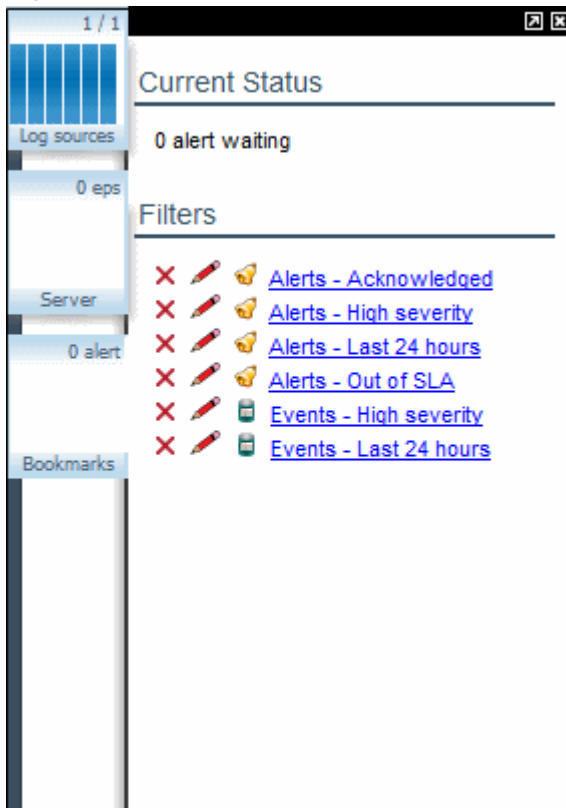 1 / 1
Log sources
0 eps
Server
0 alert
Bookmarks
Current Status
0 alert waiting
Filters
Alerts - Acknowledged
Alerts - High severity
Alerts - Last 24 hours
Alerts - Out of SLA
Events - High severity
Events - Last 24 hours